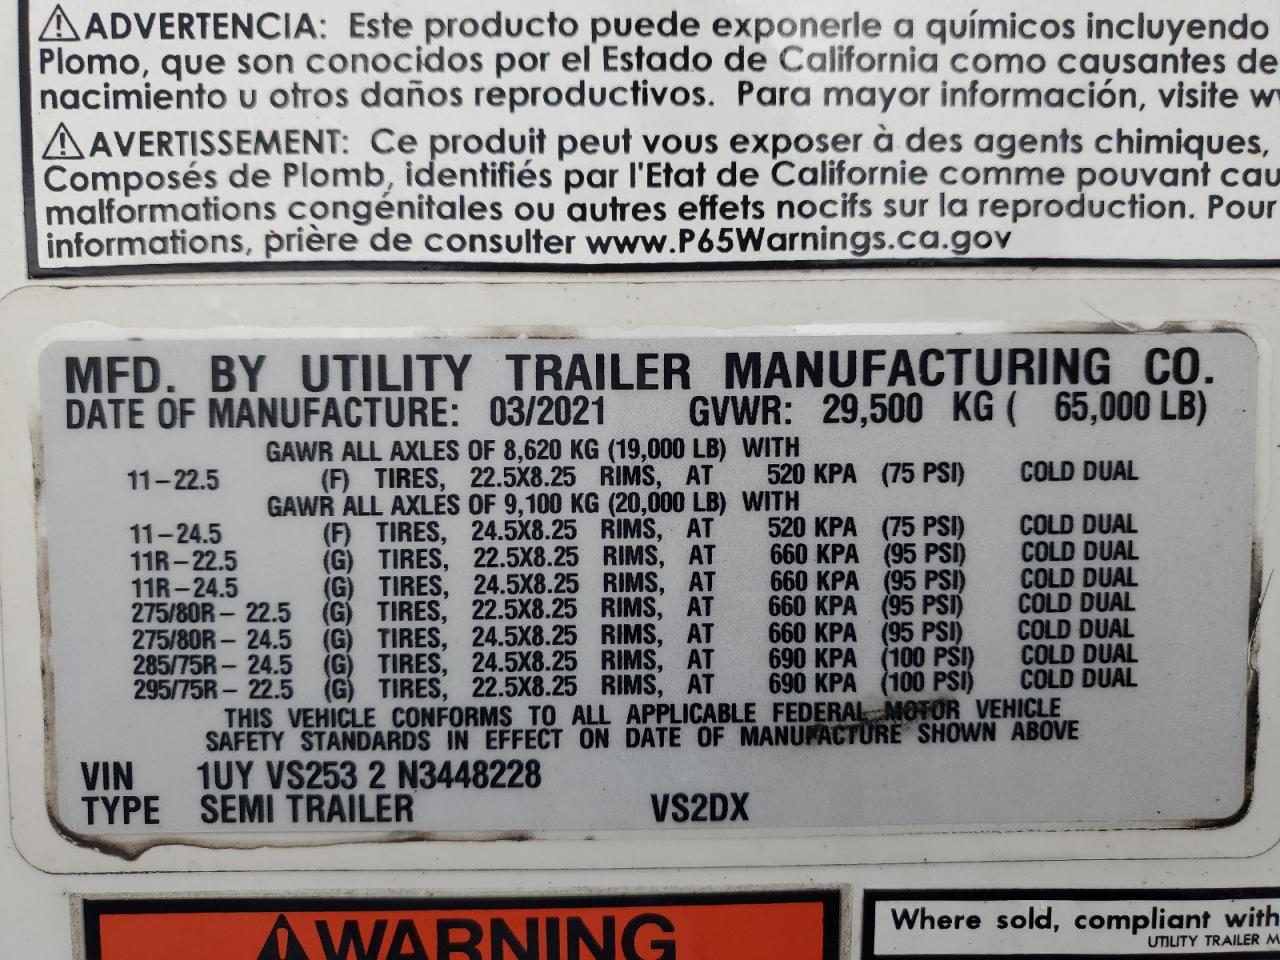 ⚠ADVERTENCIA: Este producto puede exponerle a químicos incluyendo
Plomo, que son conocidos por el Estado de California como causantes de
nacimiento u otros daños reproductivos. Para mayor información, visite
⚠AVERTISSEMENT: Ce produit peut vous exposer à des agents chimiques,
Composés de Plomb, identifiés par l'Etat de Californie comme pouvant
malformations congénitales ou autres effets nocifs sur la reproduction. Pour
informations, prière de consulter www.P65Warnings.ca.gov
MFD. BY UTILITY TRAILER MANUFACTURING CO.
DATE OF MANUFACTURE: 03/2021 GVWR: 29,500 KG ( 65,000 LB)
GAWR ALL AXLES OF 8,620 KG (19,000 LB) WITH
11-22.5 (F) TIRES, 22.5X8.25 RIMS, AT 520 KPA (75 PSI) COLD DUAL
GAWR ALL AXLES OF 9,100 KG (20,000 LB) WITH
11-24.5 (F) TIRES, 24.5X8.25 RIMS, AT 520 KPA (75 PSI) COLD DUAL
11R-22.5 (G) TIRES, 22.5X8.25 RIMS, AT 660 KPA (95 PSI) COLD DUAL
11R-24.5 (G) TIRES, 24.5X8.25 RIMS, AT 660 KPA (95 PSI) COLD DUAL
275/80R- 22.5 (G) TIRES, 22.5X8.25 RIMS, AT 660 KPA (95 PSI) COLD DUAL
275/80R- 24.5 (G) TIRES, 24.5X8.25 RIMS, AT 660 KPA (95 PSI) COLD DUAL
285/75R- 24.5 (G) TIRES, 24.5X8.25 RIMS, AT 690 KPA (100 PSI) COLD DUAL
295/75R- 22.5 (G) TIRES, 22.5X8.25 RIMS, AT 690 KPA (100 PSI) COLD DUAL
THIS VEHICLE CONFORMS TO ALL APPLICABLE FEDERAL MOTOR VEHICLE
SAFETY STANDARDS IN EFFECT ON DATE OF MANUFACTURE SHOWN ABOVE
VIN 1UY VS253 2 N3448228
TYPE SEMI TRAILER VS2DX
⚠WARNING
Where sold, compliant with
UTILITY TRAILER